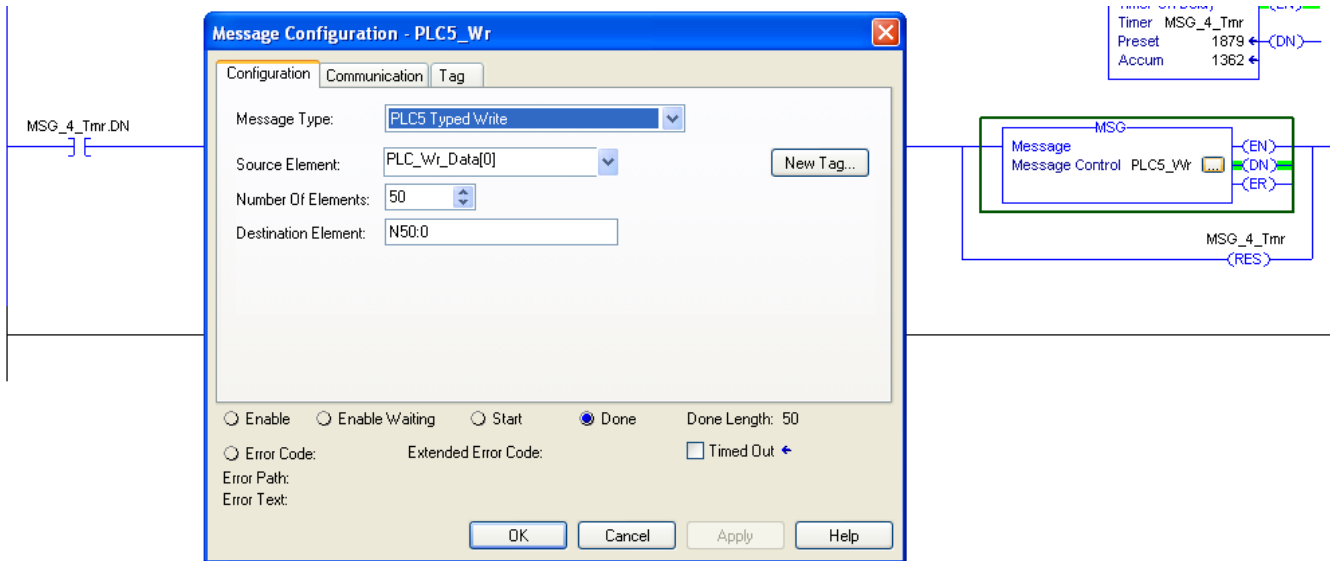 Message Configuration - PLC5_Wr
Configuration Communication Tag
Message Type: PLC5 Typed Write
Source Element: PLC_Wr_Data[0] New Tag...
Number Of Elements: 50
Destination Element: N50:0
Enable Enable Waiting Start Done Done Length: 50
Error Code: Extended Error Code: Timed Out
Error Path:
Error Text:
OK Cancel Apply Help
MSG_4_Tmr.DN
Timer MSG_4_Tmr
Preset 1879 (DN)
Accum 1362
MSG
Message (EN)
Message Control PLC5_Wr ... (DN)
(ER)
MSG_4_Tmr
(RES)